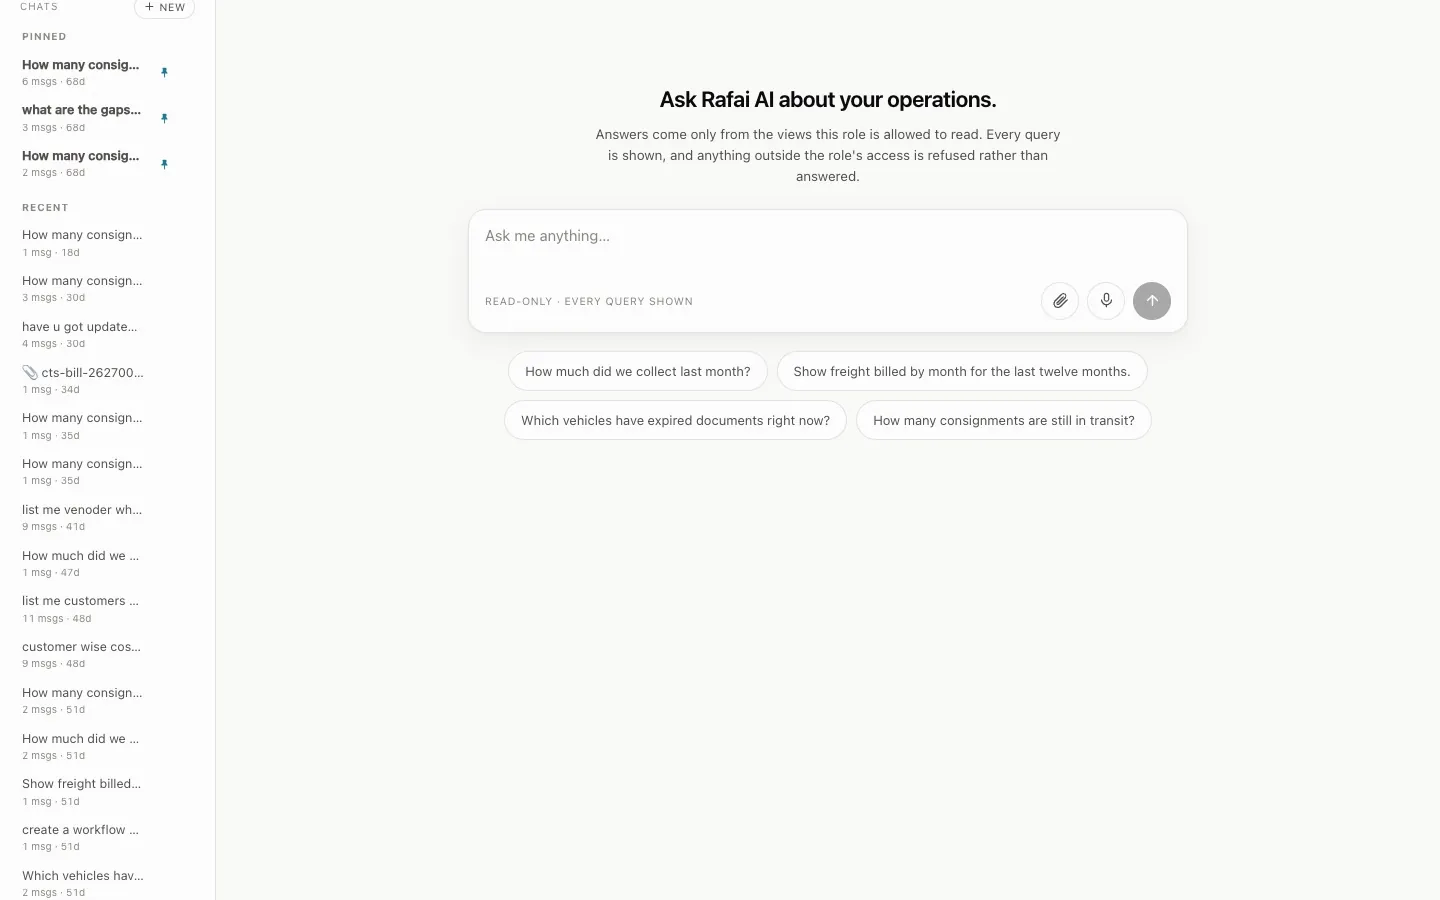 CHATS
+ NEW
PINNED
How many consig...
6 msgs · 68d
what are the gaps...
3 msgs · 68d
How many consig...
2 msgs · 68d
RECENT
How many consign...
1 msg · 18d
How many consign...
3 msgs · 30d
have u got update...
4 msgs · 30d
📎 cts-bill-262700...
1 msg · 34d
How many consign...
1 msg · 35d
How many consign...
1 msg · 35d
list me venoder wh...
9 msgs · 41d
How much did we ...
1 msg · 47d
list me customers ...
11 msgs · 48d
customer wise cos...
9 msgs · 48d
How many consign...
2 msgs · 51d
How much did we ...
2 msgs · 51d
Show freight billed...
1 msg · 51d
create a workflow ...
1 msg · 51d
Which vehicles hav...
2 msgs · 51d
Ask Rafai AI about your operations.
Answers come only from the views this role is allowed to read. Every query
is shown, and anything outside the role's access is refused rather than
answered.
Ask me anything...
READ-ONLY · EVERY QUERY SHOWN
How much did we collect last month?
Show freight billed by month for the last twelve months.
Which vehicles have expired documents right now?
How many consignments are still in transit?